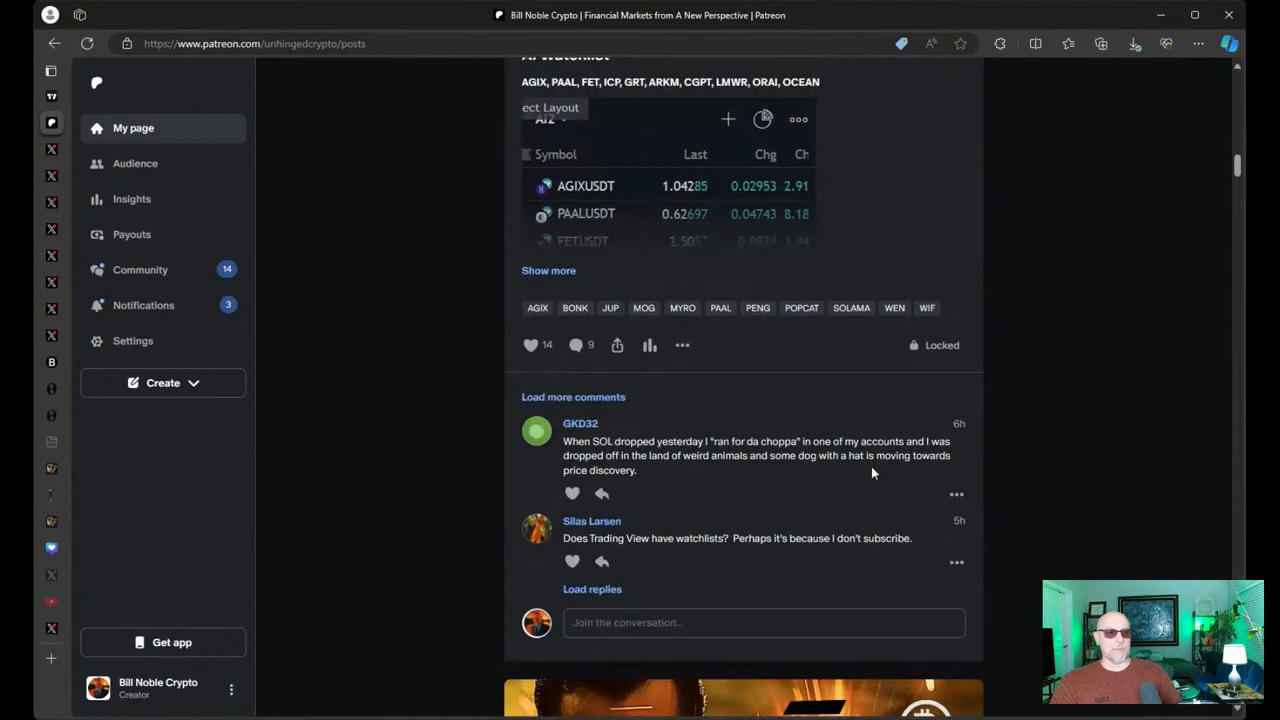 Bill Noble Crypto | Financial Markets from A New Perspective | Patreon
https://www.patreon.com/unhingedcrypto/posts
My page
Audience
Insights
Payouts
Community 14
Notifications 3
Settings
Create
Get app
Bill Noble Crypto
Creator
AI Watchlist
AGIX, PAAL, FET, ICP, GRT, ARKM, CGPT, LMWR, ORAI, OCEAN
ect Layout
AI2
Symbol Last Chg Ch
AGIXUSDT 1.04285 0.02953 2.91
PAALUSDT 0.62697 0.04743 8.18
FETUSDT 2.5057
Show more
AGIX BONK JUP MOG MYRO PAAL PENG POPCAT SOLAMA WEN WIF
14 9 Locked
Load more comments
GKD32 6h
When SOL dropped yesterday I "ran for da choppa" in one of my accounts and I was
dropped off in the land of weird animals and some dog with a hat is moving towards
price discovery.
Silas Larsen 5h
Does Trading View have watchlists? Perhaps it's because I don't subscribe.
Load replies
Join the conversation...